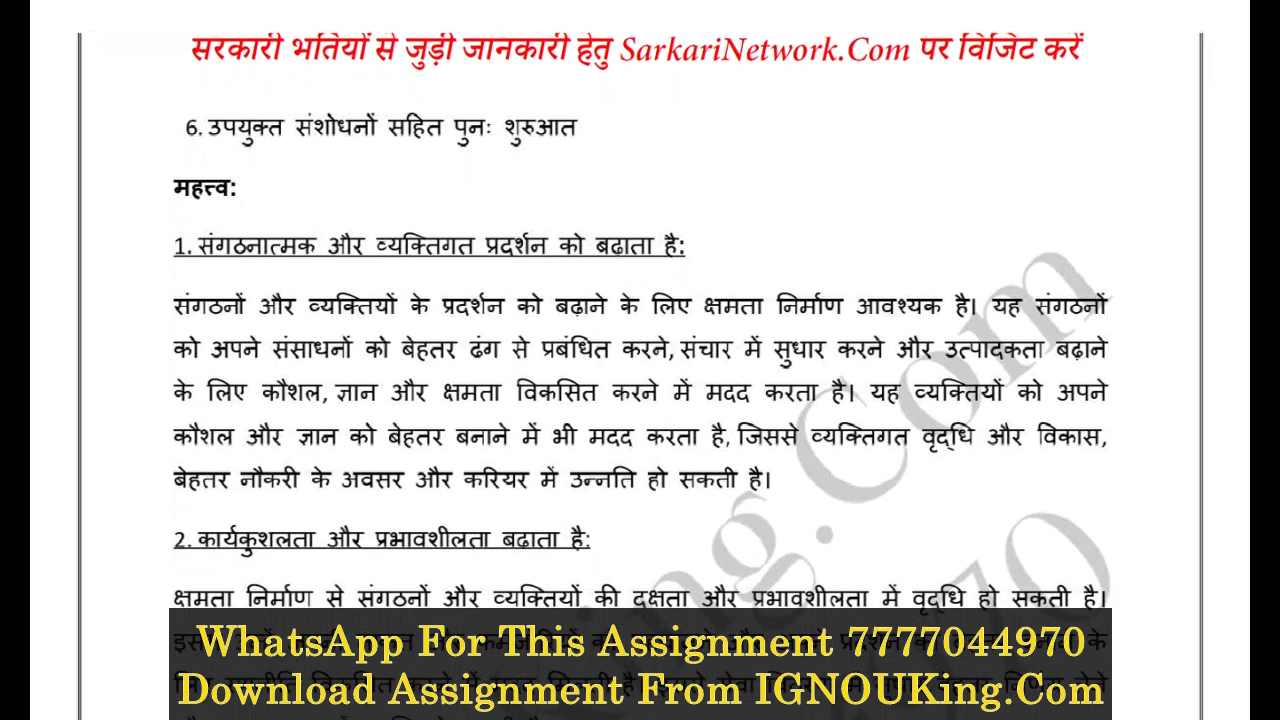 सरकारी भर्तियों से जुड़ी जानकारी हेतु SarkariNetwork.Com पर विजिट करें
6. उपयुक्त संशोधनों सहित पुनः शुरुआत
महत्व:
1. संगठनात्मक और व्यक्तिगत प्रदर्शन को बढ़ाता है:
संगठनों और व्यक्तियों के प्रदर्शन को बढ़ाने के लिए क्षमता निर्माण आवश्यक है। यह संगठनों
को अपने संसाधनों को बेहतर ढंग से प्रबंधित करने, संचार में सुधार करने और उत्पादकता बढ़ाने
के लिए कौशल, ज्ञान और क्षमता विकसित करने में मदद करता है। यह व्यक्तियों को अपने
कौशल और ज्ञान को बेहतर बनाने में भी मदद करता है, जिससे व्यक्तिगत वृद्धि और विकास,
बेहतर नौकरी के अवसर और करियर में उन्नति हो सकती है।
2. कार्यकुशलता और प्रभावशीलता बढाता है:
क्षमता निर्माण से संगठनों और व्यक्तियों की दक्षता और प्रभावशीलता में वृद्धि हो सकती है।
WhatsApp For This Assignment 7777044970
Download Assignment From IGNOUKing.Com
ing.Com
970